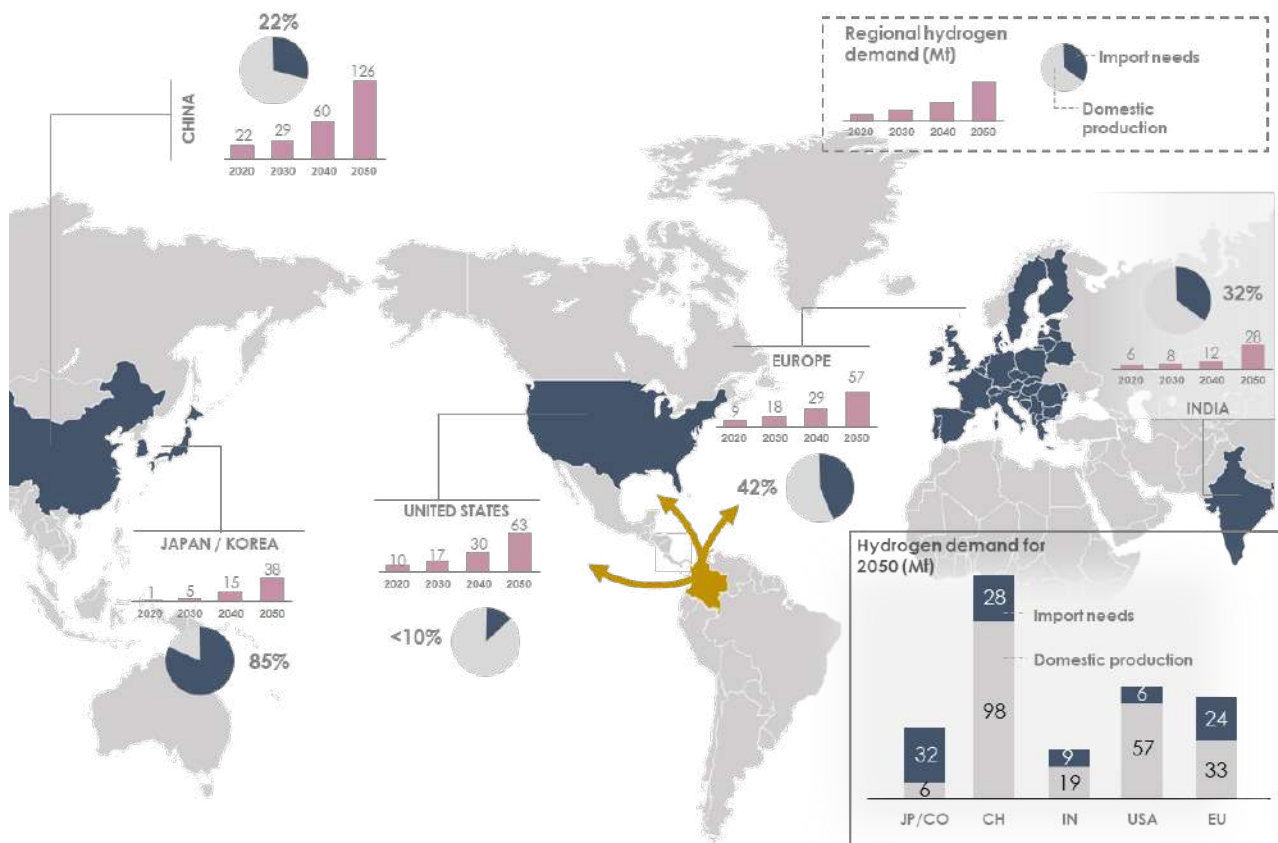 22%
126
60
29
22
2020 2030 2040 2050
CHINA
Regional hydrogen
demand (Mt)
2020 2030 2040 2050
Import needs
Domestic
production
32%
28
12
8
6
2020 2030 2040 2050
INDIA
EUROPE
57
29
18
9
2020 2030 2040 2050
42%
UNITED STATES
63
30
17
10
2020 2030 2040 2050
<10%
JAPAN / KOREA
38
15
5
1
2020 2030 2040 2050
85%
Hydrogen demand for
2050 (Mt)
Import needs
Domestic production
32
6
28
98
9
19
6
57
24
33
JP/CO CH IN USA EU